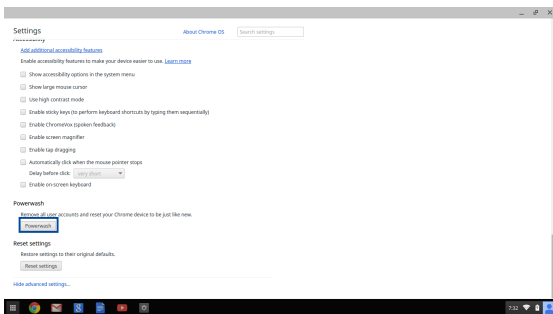 Settings
About Chrome OS
Search settings
Accessibility
Add additional accessibility features
Enable accessibility features to make your device easier to use. Learn more
Show accessibility options in the system menu
Show large mouse cursor
Use high contrast mode
Enable sticky keys (to perform keyboard shortcuts by typing them sequentially)
Enable ChromeVox (spoken feedback)
Enable screen magnifier
Enable tap dragging
Automatically click when the mouse pointer stops
Delay before click: very short
Enable on-screen keyboard
Powerwash
Remove all user accounts and reset your Chrome device to be just like new.
Powerwash
Reset settings
Restore settings to their original defaults.
Reset settings
Hide advanced settings...
7:32